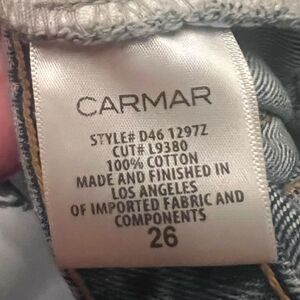 CARMAR
STYLE# D46 1297Z
CUT# L9380
100% COTTON
MADE AND FINISHED IN
LOS ANGELES
OF IMPORTED FABRIC AND
COMPONENTS
26